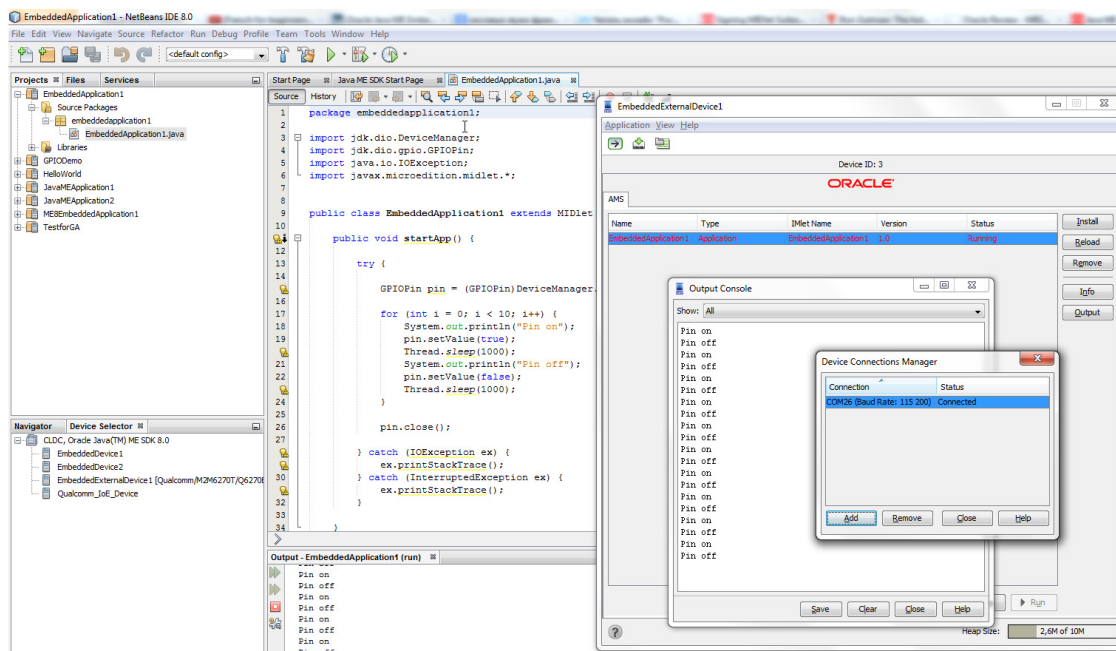 EmbeddedApplication1 - NetBeans IDE 8.0
File Edit View Navigate Source Refactor Run Debug Profile Team Tools Window Help
<default config>
Projects Files Services
EmbeddedApplication1
Source Packages
embeddedapplication1
EmbeddedApplication1.java
Libraries
GPIODemo
HelloWorld
JavaMEApplication1
JavaMEApplication2
ME8EmbeddedApplication1
TestforGA
Navigator Device Selector
CLDC, Oracle Java(TM) ME SDK 8.0
EmbeddedDevice1
EmbeddedDevice2
EmbeddedExternalDevice1 [Qualcomm/M2M6270T/Q6270
Qualcomm_IoE_Device
Start Page Java ME SDK Start Page EmbeddedApplication1.java
Source History
1 package embeddedapplication1;
2
3 import jdk.dio.DeviceManager;
4 import jdk.dio.gpio.GPIOPin;
5 import java.io.IOException;
6 import javax.microedition.midlet.*;
7
8
9 public class EmbeddedApplication1 extends MIDlet
10
public void startApp() {
12
13 try {
14
GPIOPin pin = (GPIOPin)DeviceManager.
16
17 for (int i = 0; i < 10; i++) {
18 System.out.println("Pin on");
19 pin.setValue(true);
Thread.sleep(1000);
21 System.out.println("Pin off");
22 pin.setValue(false);
Thread.sleep(1000);
24 }
25
26 pin.close();
27
} catch (IOException ex) {
ex.printStackTrace();
30 } catch (InterruptedException ex) {
ex.printStackTrace();
32 }
33
34 }
Output - EmbeddedApplication1 (run)
Pin on
Pin off
Pin on
Pin off
Pin on
Pin off
Pin on
EmbeddedExternalDevice1
Application View Help
Device ID: 3
ORACLE
AMS
Name Type IMlet Name Version Status
EmbeddedApplication1 Application EmbeddedApplication1 1.0 Running
Install
Reload
Remove
Info
Output
Run
Heap Size: 2,6M of 10M
Output Console
Show: All
Pin on
Pin off
Pin on
Pin off
Pin on
Pin off
Pin on
Pin off
Pin on
Pin off
Pin on
Pin off
Pin on
Pin off
Pin on
Pin off
Pin on
Pin off
Pin on
Pin off
Save Clear Close Help
Device Connections Manager
Connection Status
COM26 (Baud Rate: 115 200) Connected
Add Remove Close Help